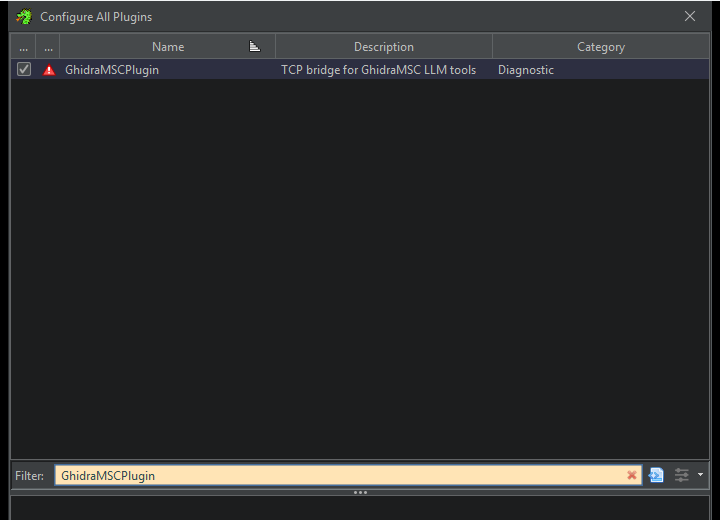 Configure All Plugins
... ... Name Description Category
GhidraMSCPlugin TCP bridge for GhidraMSC LLM tools Diagnostic
Filter: GhidraMSCPlugin